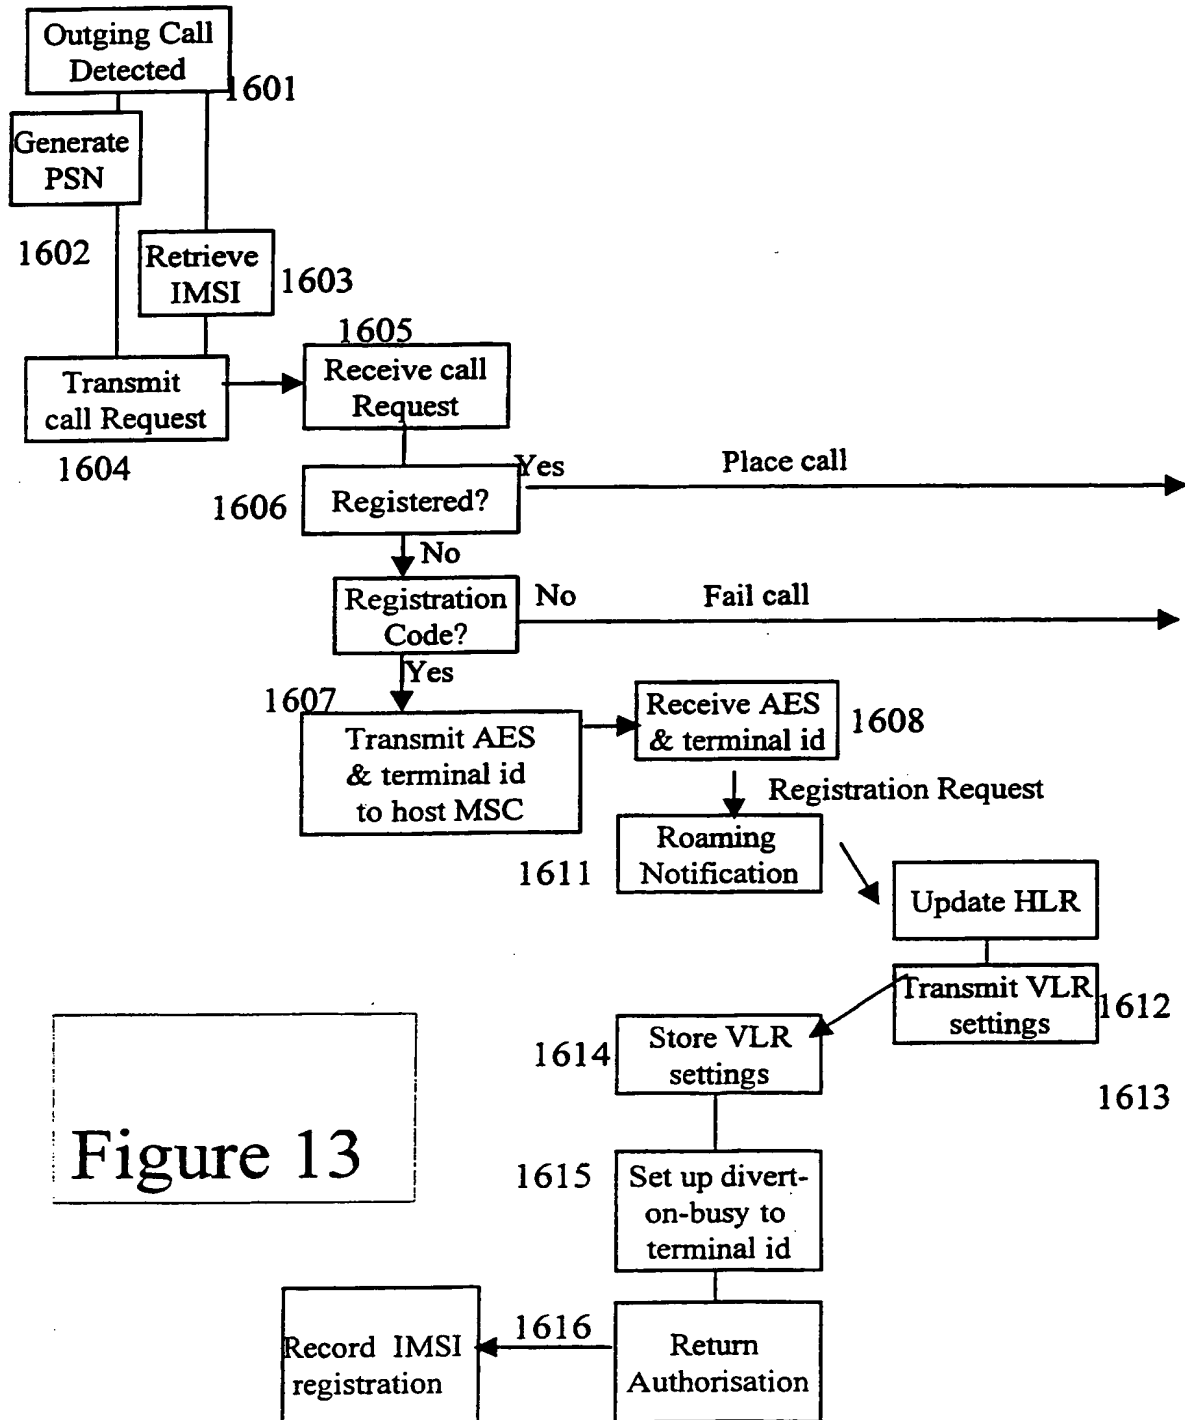 Outging Call
Detected
1601
Generate
PSN
1602
Retrieve
IMSI
1603
1605
Transmit
call Request
1604
Receive call
Request
Yes
Place call
1606
Registered?
No
Registration
Code?
No
Fail call
Yes
1607
Transmit AES
& terminal id
to host MSC
Receive AES
& terminal id
1608
Registration Request
Roaming
Notification
1611
Update HLR
Transmit VLR
settings
1612
1613
1614
Store VLR
settings
Figure 13
1615
Set up divert-
on-busy to
terminal id
Record IMSI
registration
1616
Return
Authorisation